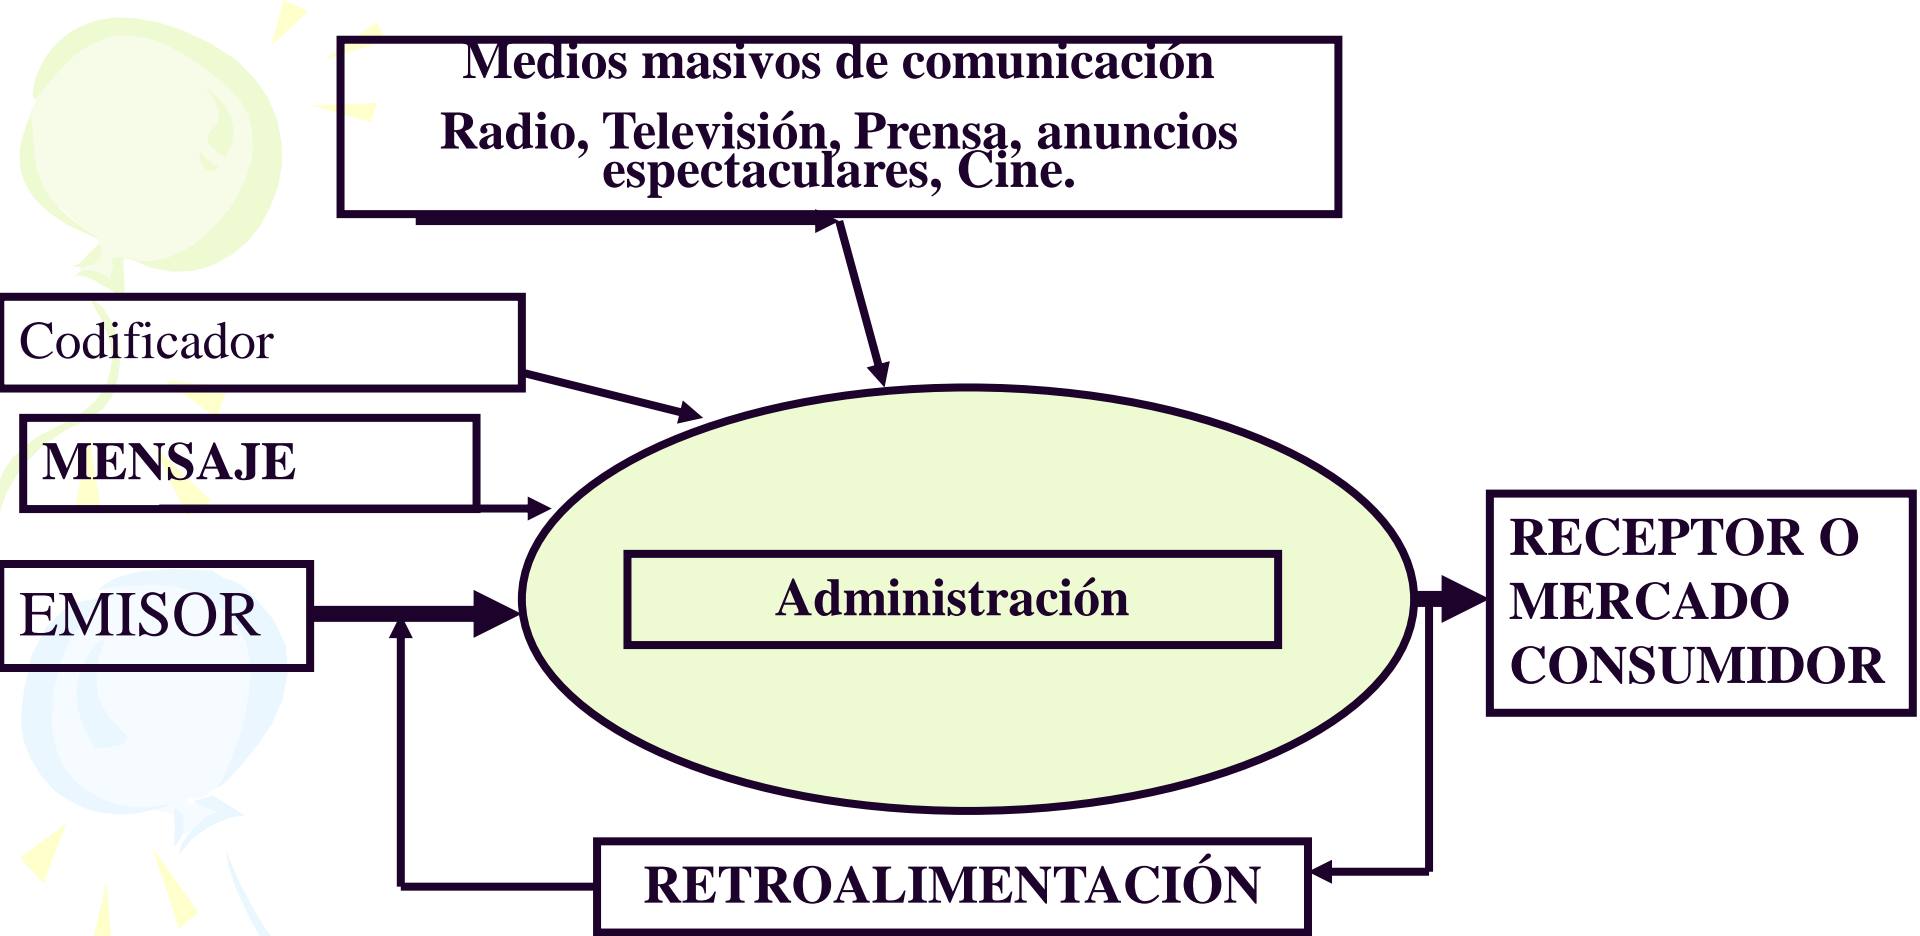 Medios masivos de comunicación
Radio, Televisión, Prensa, anuncios
espectaculares, Cine.
Codificador
MENSAJE
EMISOR
Administración
RECEPTOR O
MERCADO
CONSUMIDOR
RETROALIMENTACIÓN